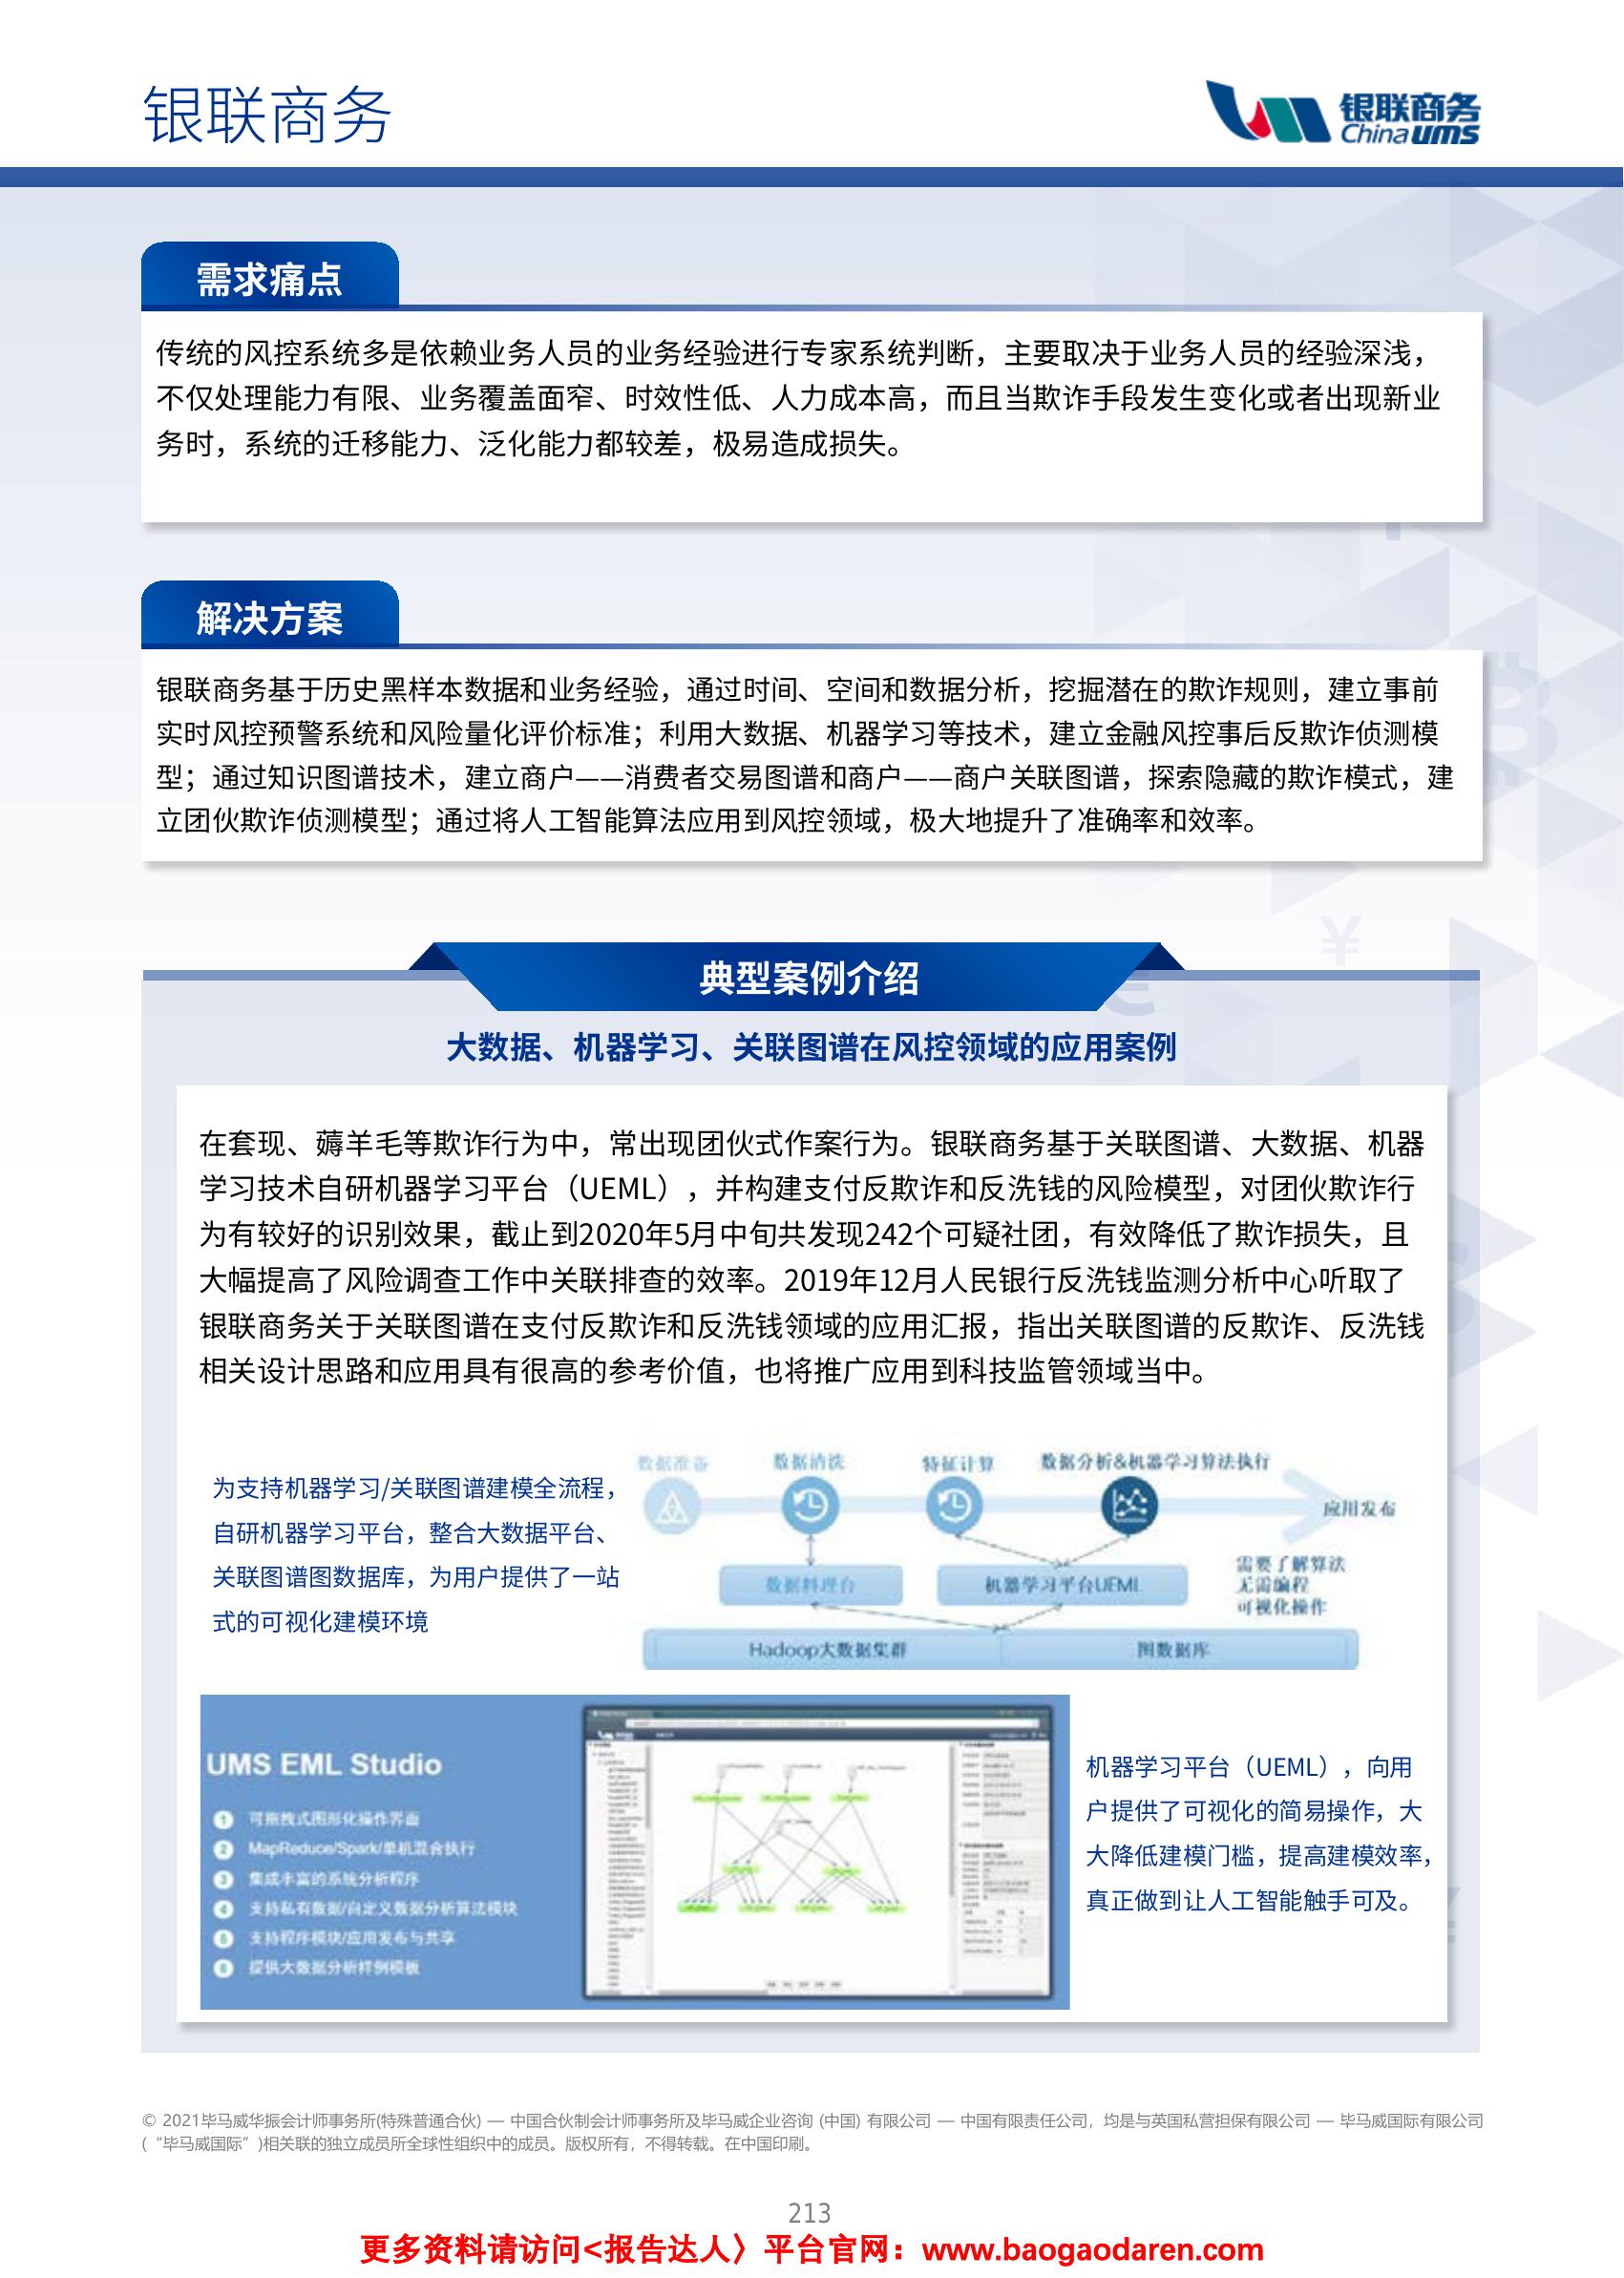 银联商务
银联商务
China ums
需求痛点
传统的风控系统多是依赖业务人员的业务经验进行专家系统判断，主要取决于业务人员的经验深浅，
不仅处理能力有限、业务覆盖面窄、时效性低、人力成本高，而且当欺诈手段发生变化或者出现新业
务时，系统的迁移能力、泛化能力都较差，极易造成损失。
解决方案
银联商务基于历史黑样本数据和业务经验，通过时间、空间和数据分析，挖掘潜在的欺诈规则，建立事前
实时风控预警系统和风险量化评价标准；利用大数据、机器学习等技术，建立金融风控事后反欺诈侦测模
型；通过知识图谱技术，建立商户——消费者交易图谱和商户——商户关联图谱，探索隐藏的欺诈模式，建
立团伙欺诈侦测模型；通过将人工智能算法应用到风控领域，极大地提升了准确率和效率。
典型案例介绍
大数据、机器学习、关联图谱在风控领域的应用案例
在套现、薅羊毛等欺诈行为中，常出现团伙式作案行为。银联商务基于关联图谱、大数据、机器
学习技术自研机器学习平台（UEML），并构建支付反欺诈和反洗钱的风险模型，对团伙欺诈行
为有较好的识别效果，截止到2020年5月中旬共发现242个可疑社团，有效降低了欺诈损失，且
大幅提高了风险调查工作中关联排查的效率。2019年12月人民银行反洗钱监测分析中心听取了
银联商务关于关联图谱在支付反欺诈和反洗钱领域的应用汇报，指出关联图谱的反欺诈、反洗钱
相关设计思路和应用具有很高的参考价值，也将推广应用到科技监管领域当中。
为支持机器学习/关联图谱建模全流程，
自研机器学习平台，整合大数据平台、
关联图谱图数据库，为用户提供了一站
式的可视化建模环境
数据准备
数据清洗
特征计算
数据分析&机器学习算法执行
应用发布
数据料理台
机器学习平台UEML
需要了解算法
无需编程
可视化操作
Hadoop大数据集群
图数据库
UMS EML Studio
1 可拖拽式图形化操作界面
2 MapReduce/Spark/单机混合执行
3 集成丰富的系统分析程序
4 支持私有数据/自定义数据分析算法模块
5 支持程序模块/应用发布与共享
6 提供大数据分析样例模板
机器学习平台（UEML），向用
户提供了可视化的简易操作，大
大降低建模门槛，提高建模效率，
真正做到让人工智能触手可及。
© 2021毕马威华振会计师事务所(特殊普通合伙) — 中国合伙制会计师事务所及毕马威企业咨询 (中国) 有限公司 — 中国有限责任公司，均是与英国私营担保有限公司 — 毕马威国际有限公司
(“毕马威国际”)相关联的独立成员所全球性组织中的成员。版权所有，不得转载。在中国印刷。
213
更多资料请访问<报告达人〉平台官网：www.baogaodaren.com